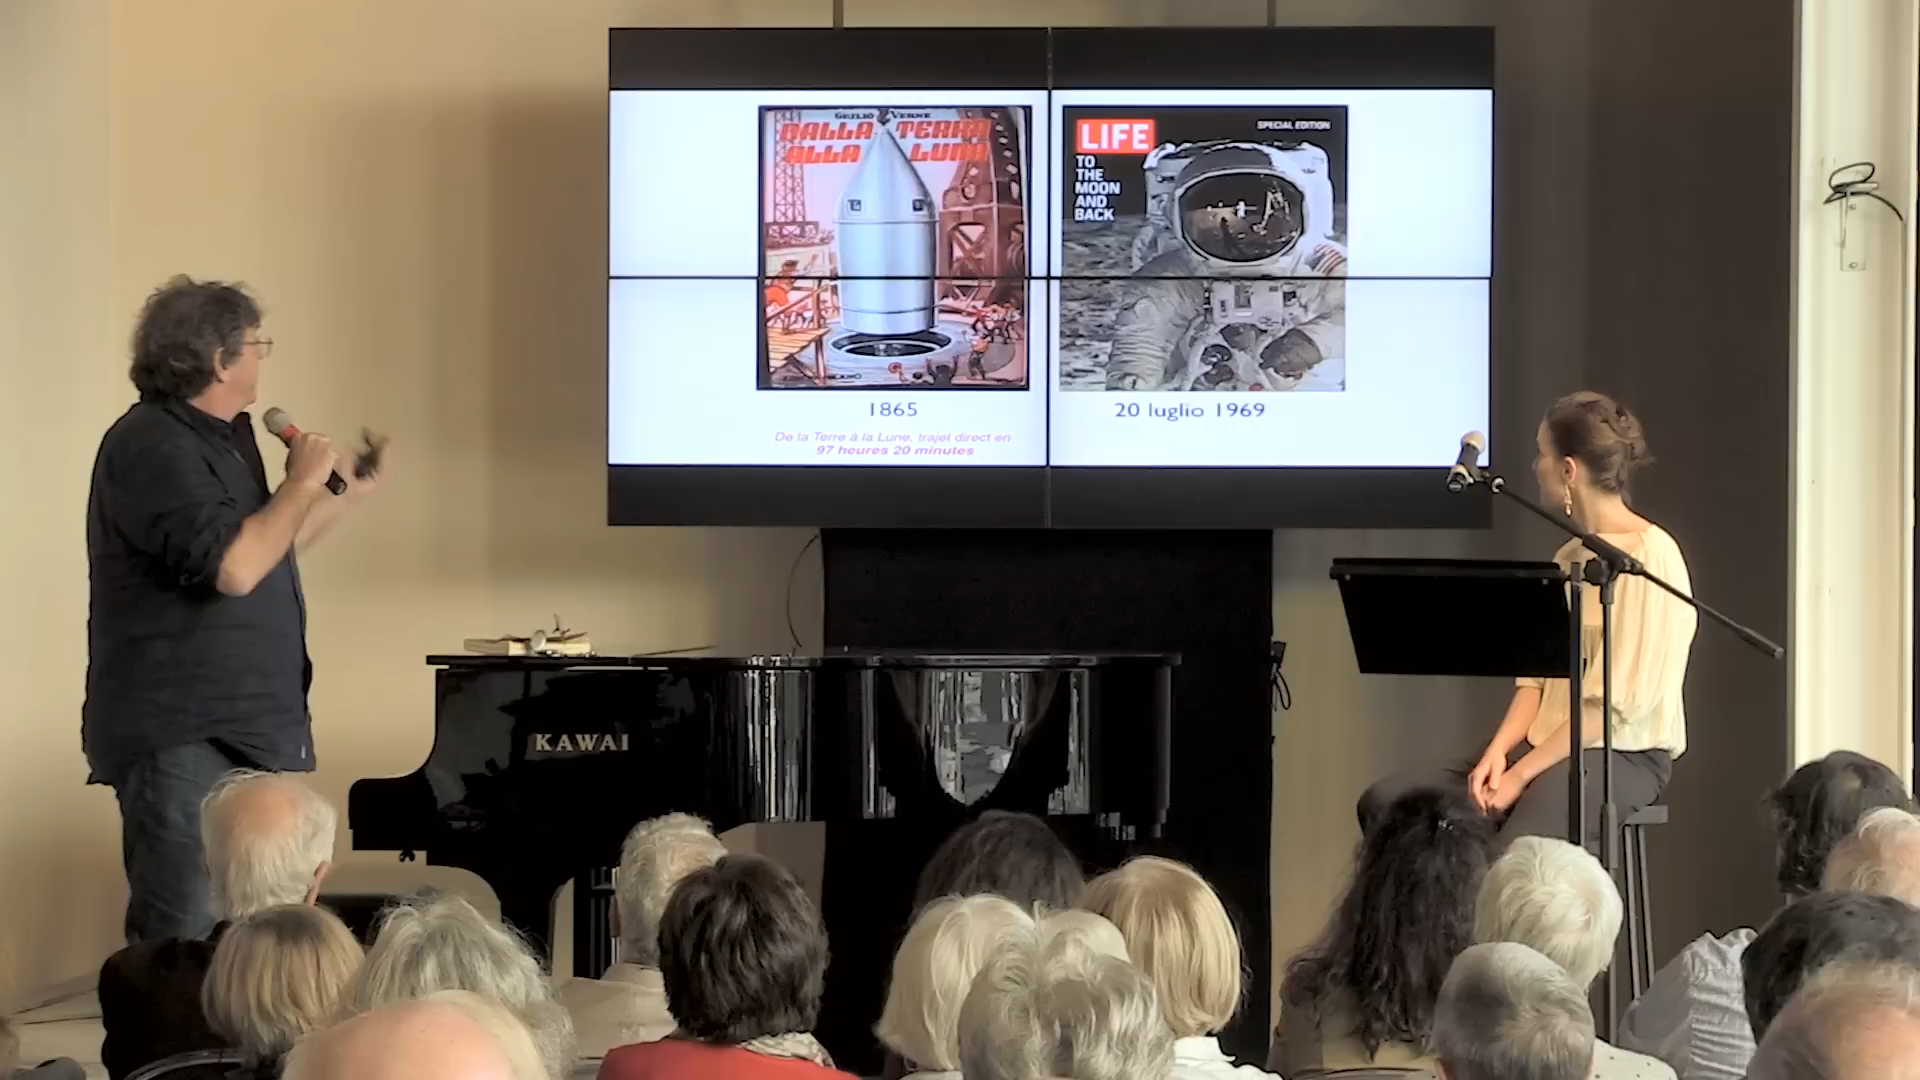 GIULIO VERNE
DALLA TERRA
ALLA LUNA
1865
De la Terre à la Lune, trajet direct en
97 heures 20 minutes
LIFE
SPECIAL EDITION
TO
THE
MOON
AND
BACK
20 luglio 1969
KAWAI